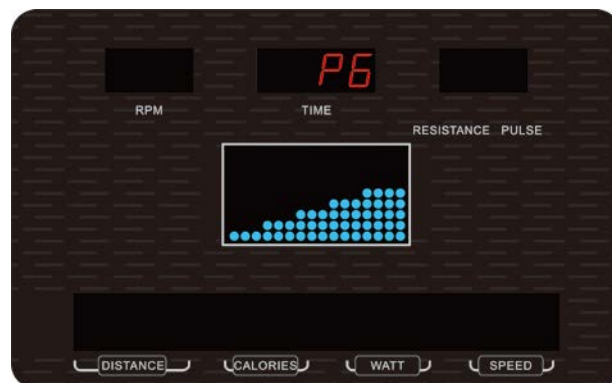 P6
RPM
TIME
RESISTANCE PULSE
DISTANCE
CALORIES
WATT
SPEED